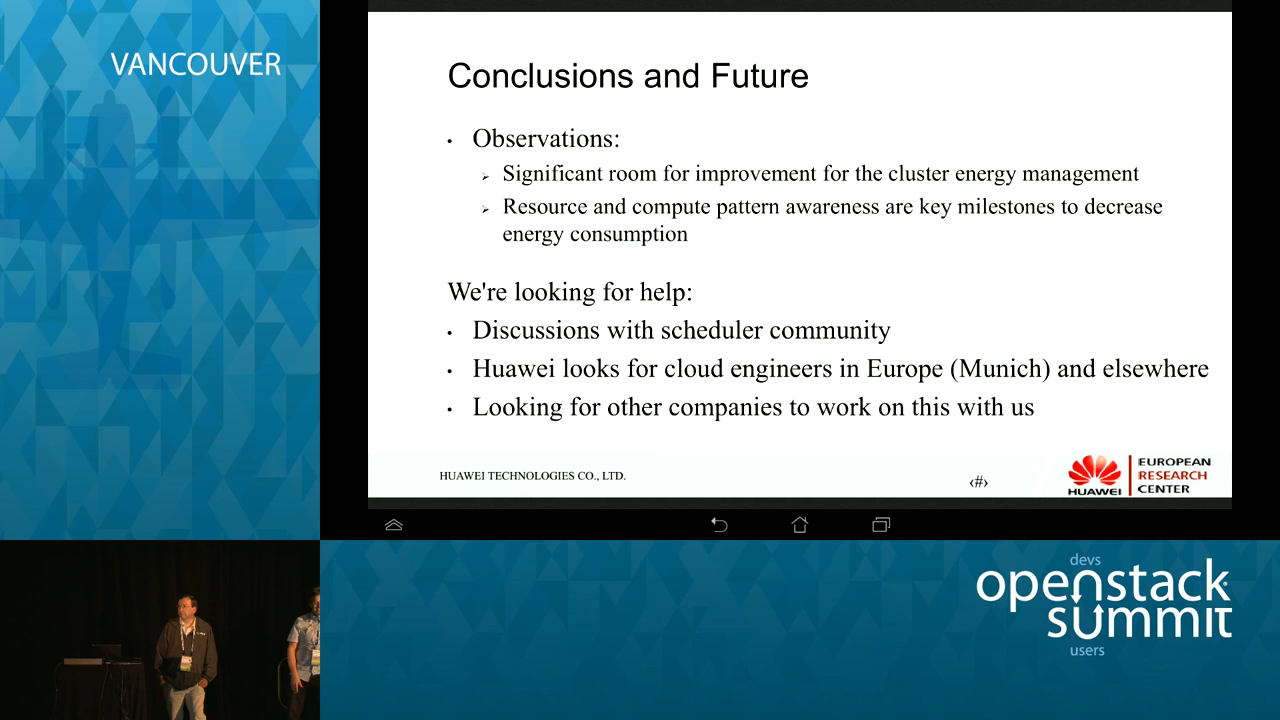 VANCOUVER
Conclusions and Future
• Observations:
➢ Significant room for improvement for the cluster energy management
➢ Resource and compute pattern awareness are key milestones to decrease
energy consumption
We're looking for help:
• Discussions with scheduler community
• Huawei looks for cloud engineers in Europe (Munich) and elsewhere
• Looking for other companies to work on this with us
HUAWEI TECHNOLOGIES CO., LTD.
‹#›
HUAWEI
EUROPEAN
RESEARCH
CENTER
devs
openstack
summit
users